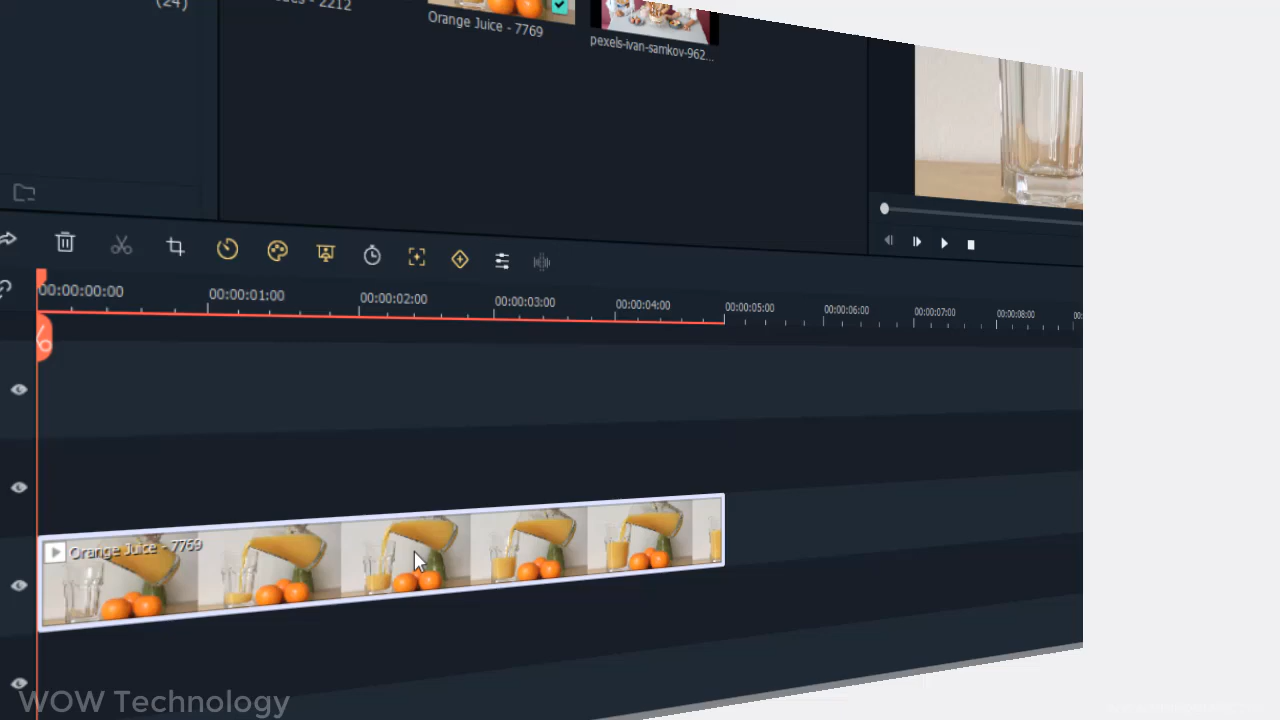 (24)
2212
Orange Juice - 7769
pexels-ivan-samkov-962...
00:00:00:00
00:00:01:00
00:00:02:00
00:00:03:00
00:00:04:00
00:00:05:00
00:00:06:00
00:00:07:00
00:00:08:00
Orange Juice - 7769
WOW Technology